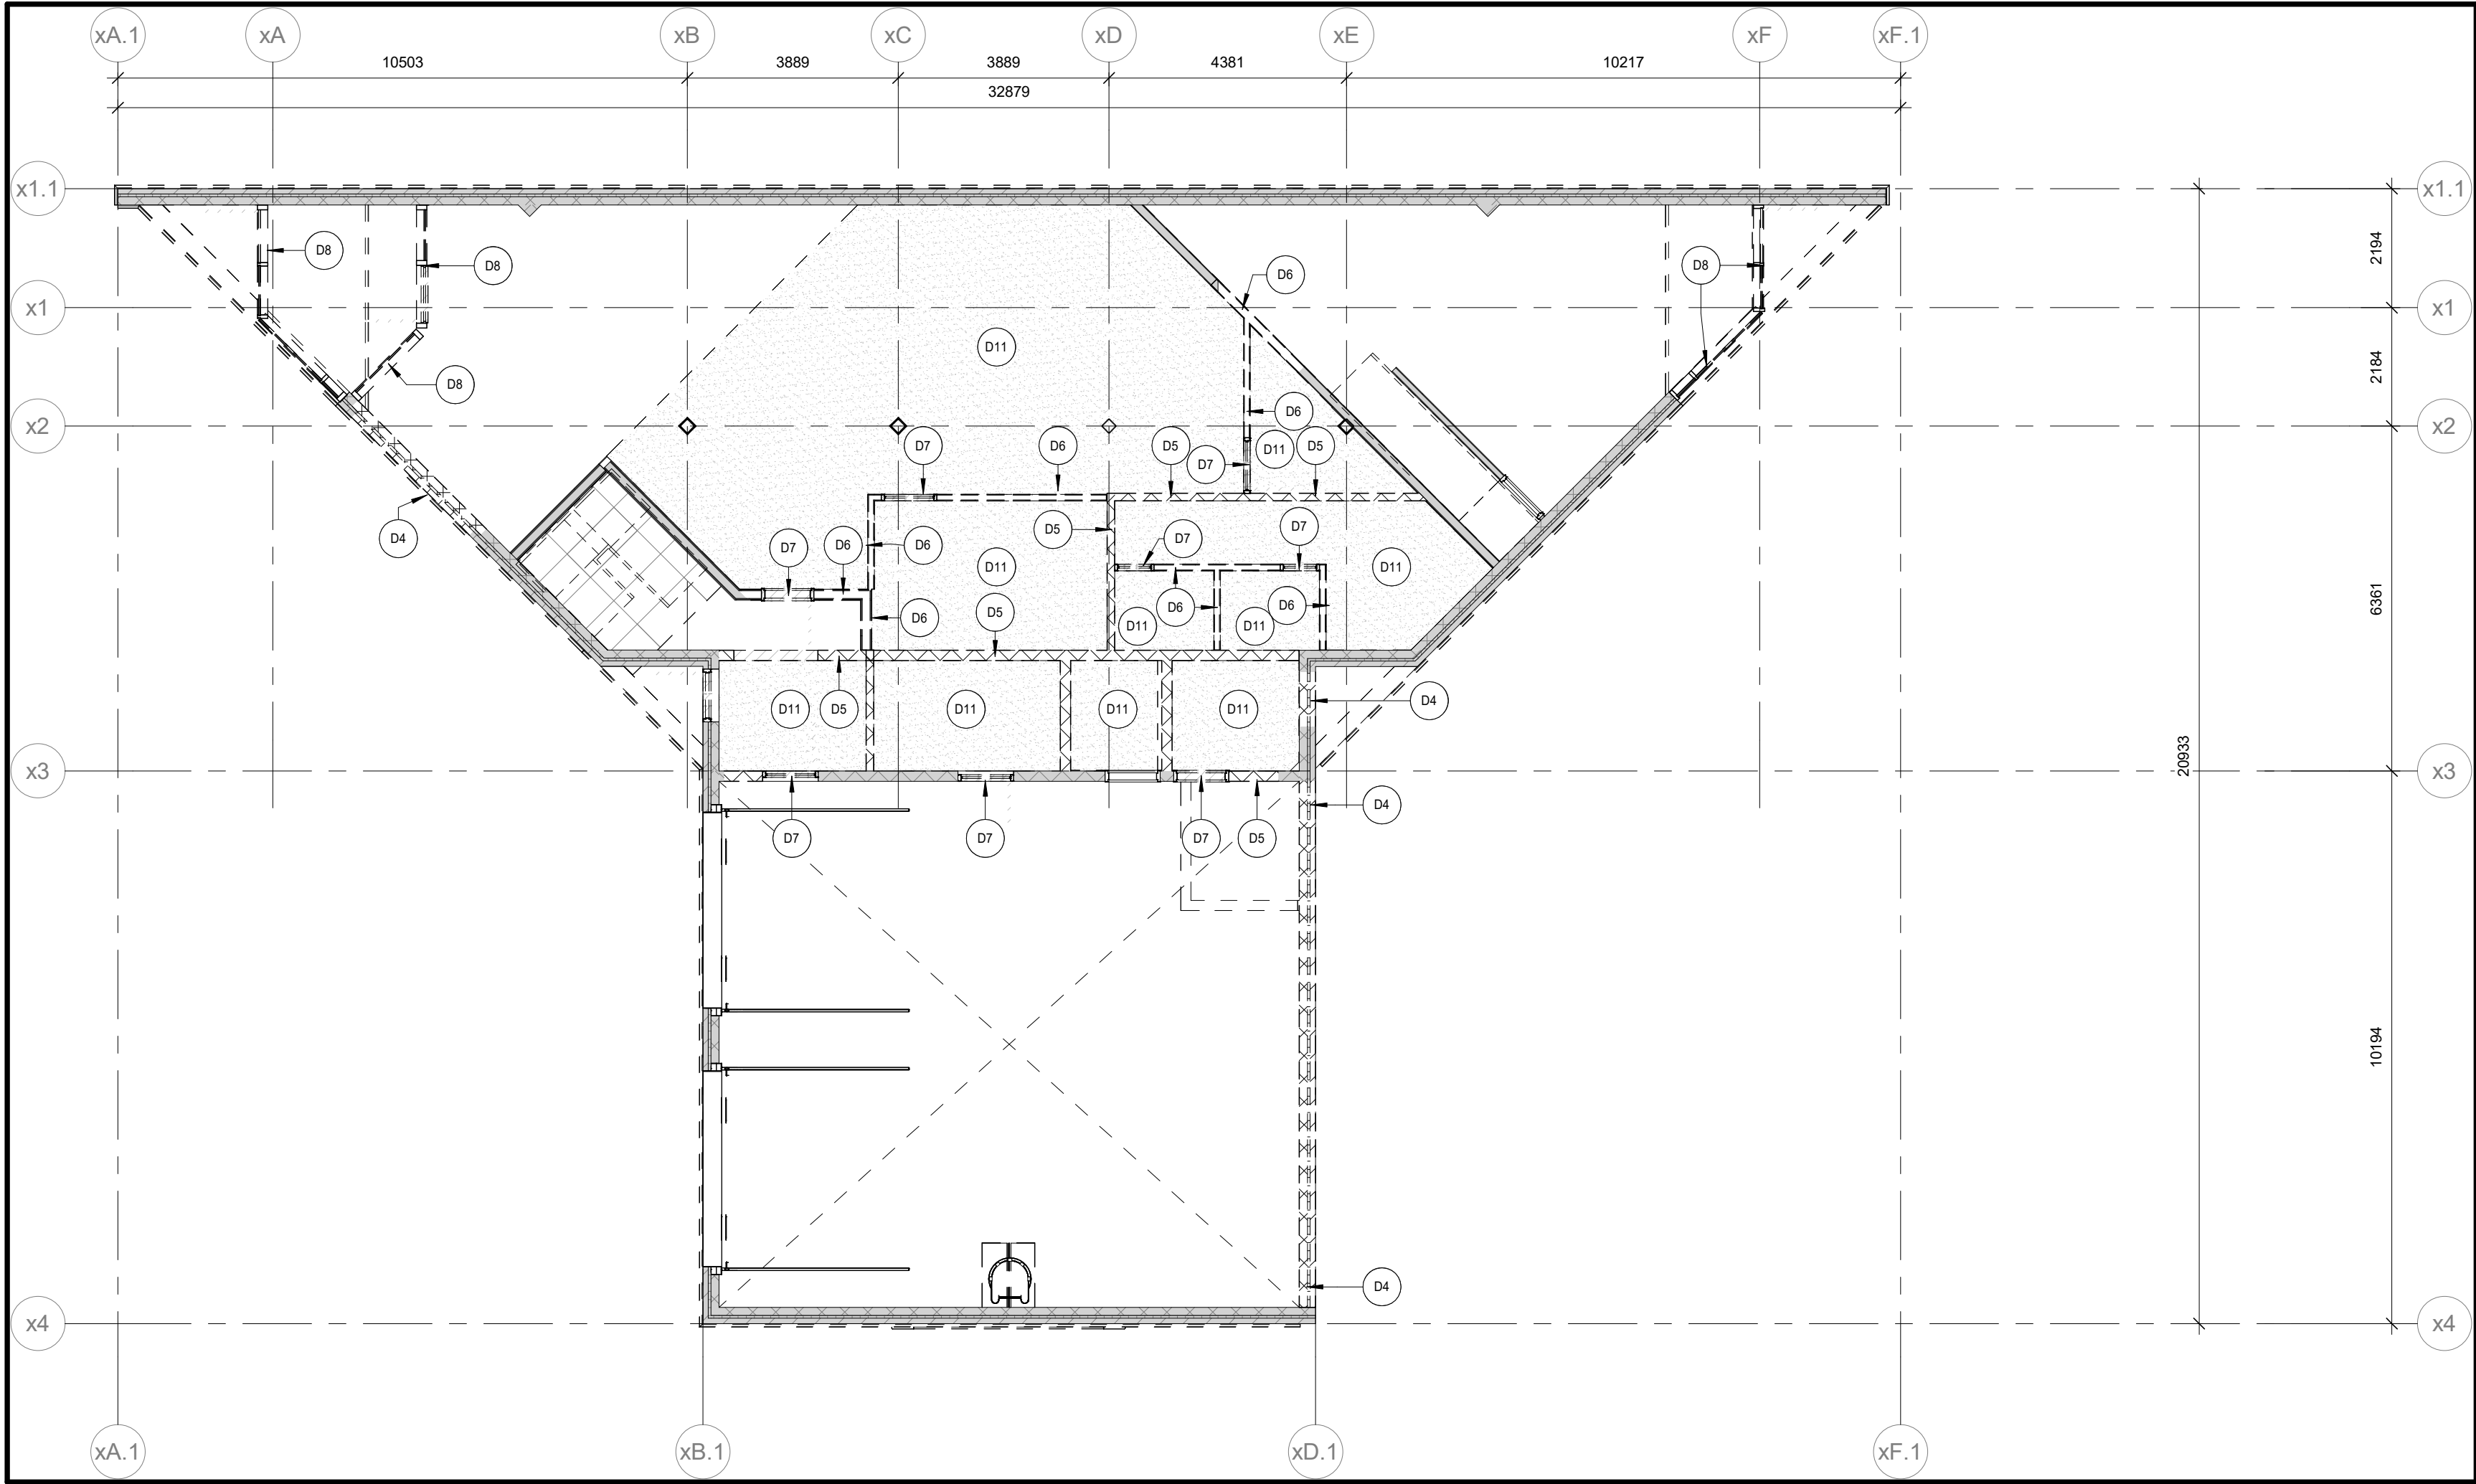 xA.1 xA xB xC xD xE xF xF.1
10503 3889 3889 4381 10217
32879
x1.1 x1.1
D8 D8 D6 D8
2194
x1 x1
D11
D8
2184
D6
x2 x2
D7 D6 D5 D7 D11 D5
D4 D5 D7
D7 D6 D6 D7
D11 D11
D6 D5 D11 D6 D11 D6
6361
D11 D5 D11 D11 D11 D4
20933
x3 x3
D4
D7 D7 D7 D5
10194
D4
x4 x4
xA.1 xB.1 xD.1 xF.1